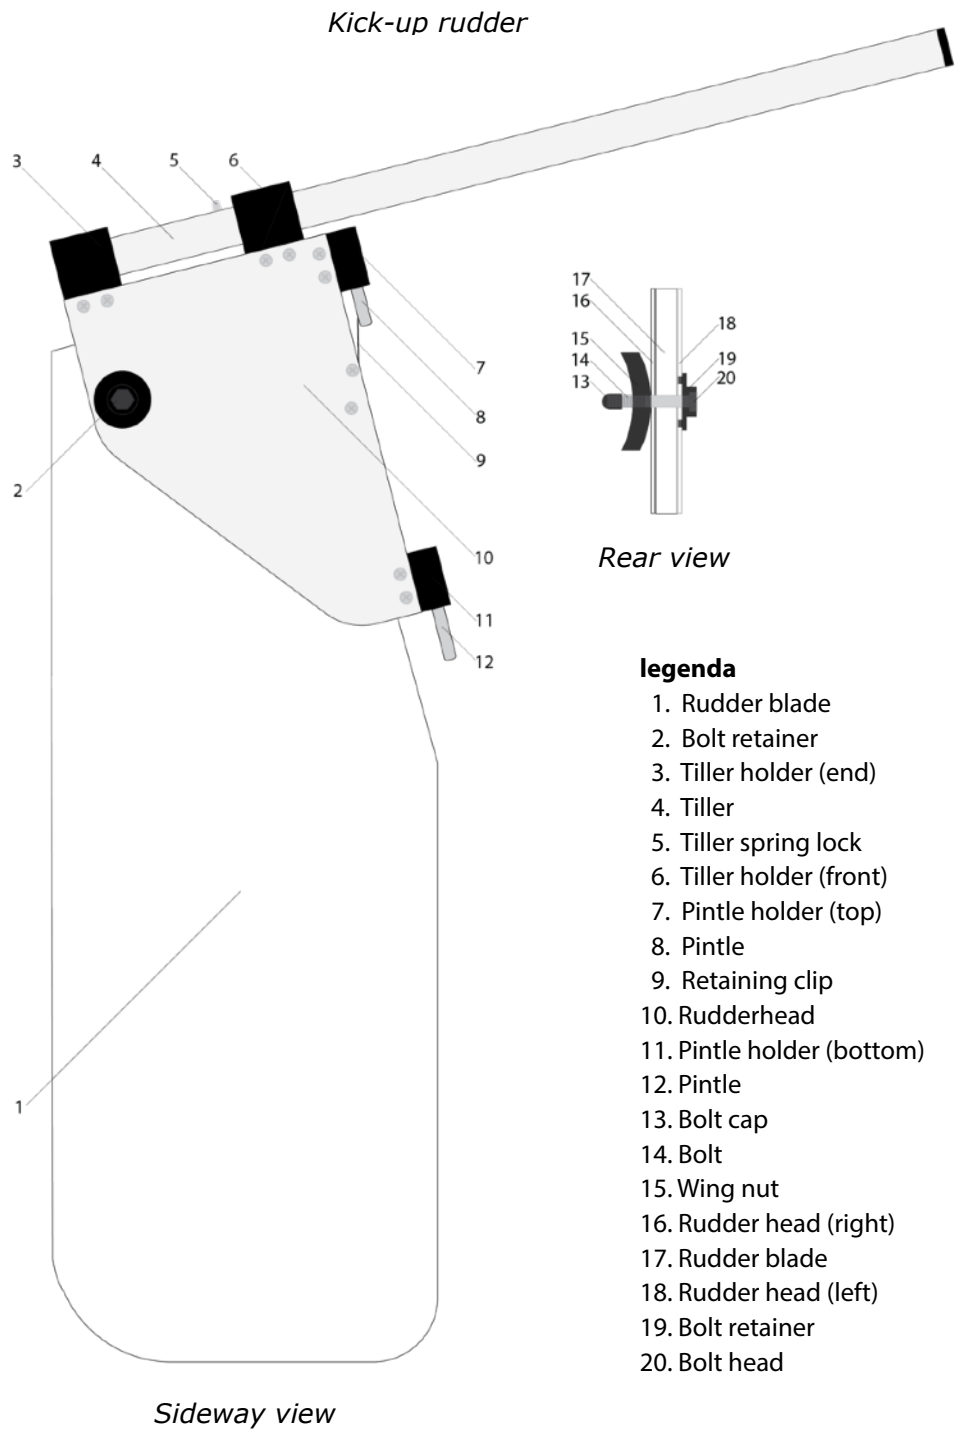 Kick-up rudder
3
4
5
6
7
8
9
2
10
11
12
1
Sideway view
17
16
15
14
13
18
19
20
Rear view
legenda
1. Rudder blade
2. Bolt retainer
3. Tiller holder (end)
4. Tiller
5. Tiller spring lock
6. Tiller holder (front)
7. Pintle holder (top)
8. Pintle
9. Retaining clip
10. Rudderhead
11. Pintle holder (bottom)
12. Pintle
13. Bolt cap
14. Bolt
15. Wing nut
16. Rudder head (right)
17. Rudder blade
18. Rudder head (left)
19. Bolt retainer
20. Bolt head